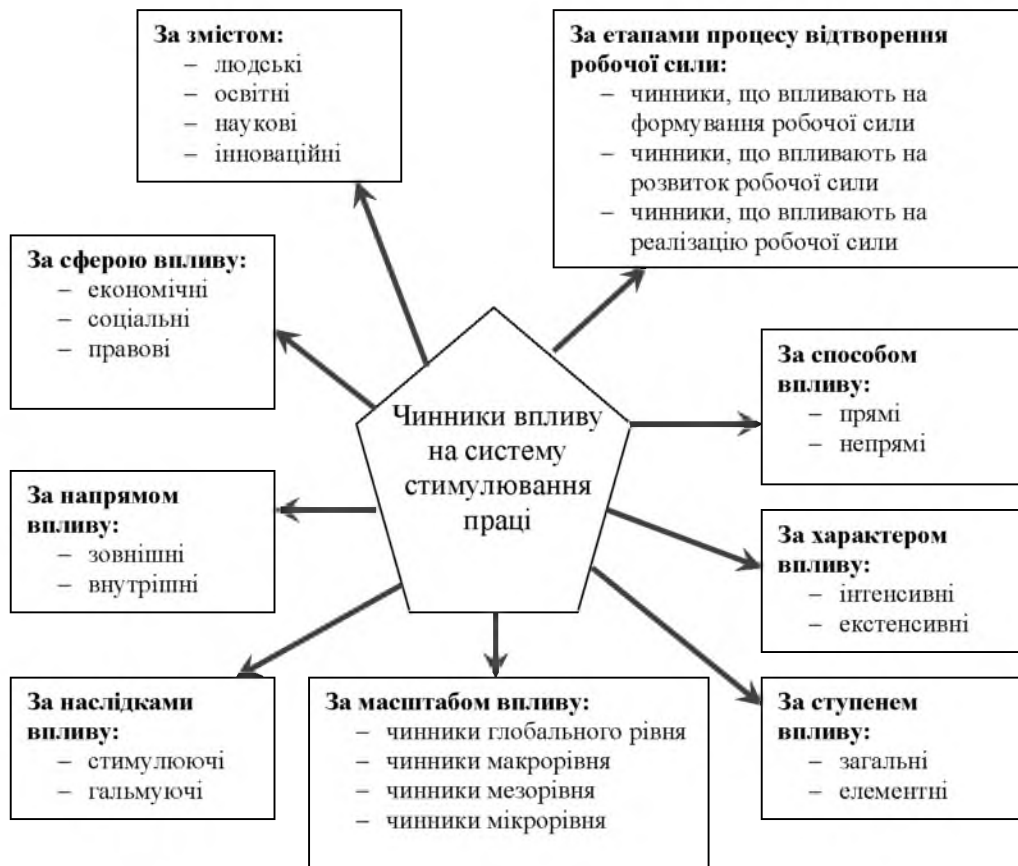 За змістом:
– людські
– освітні
– наукові
– інноваційні
За етапами процесу відтворення
робочої сили:
– чинники, що впливають на
формування робочої сили
– чинники, що впливають на
розвиток робочої сили
– чинники, що впливають на
реалізацію робочої сили
За сферою впливу:
– економічні
– соціальні
– правові
За способом
впливу:
– прямі
– непрямі
Чинники впливу
на систему
стимулювання
праці
За напрямом
впливу:
– зовнішні
– внутрішні
За характером
впливу:
– інтенсивні
– екстенсивні
За наслідками
впливу:
– стимулюючі
– гальмуючі
За масштабом впливу:
– чинники глобального рівня
– чинники макрорівня
– чинники мезорівня
– чинники мікрорівня
За ступенем
впливу:
– загальні
– елементні